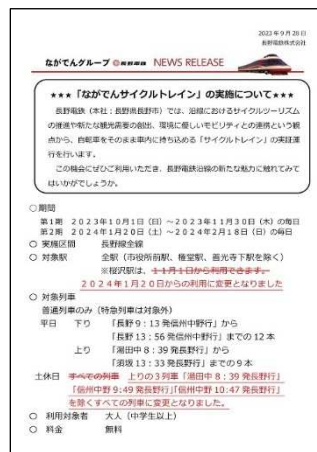 2023年9月28日
長野電鉄株式会社
ながでんグループ 長野電鉄 NEWS RELEASE
★★★「ながでんサイクルトレイン」の実施について★★★
長野電鉄（本社：長野県長野市）では、沿線におけるサイクルツーリズム
の推進や新たな観光需要の創出、環境に優しいモビリティとの連携という観
点から、自転車をそのまま車内に持ち込める「サイクルトレイン」の実証運
行を行います。
この機会にぜひご利用いただき、長野電鉄沿線の新たな魅力に触れてみて
はいかがでしょうか。
○期間
第1期 2023年10月1日（日）～2023年11月30日（木）の毎日
第2期 2024年1月20日（土）～2024年2月18日（日）の毎日
○ 実施区間 長野線全線
○ 対象駅 全駅（市役所前駅、権堂駅、善光寺下駅を除く）
※桜沢駅は、11月1日から利用できます。
2024年1月20日からの利用に変更となりました
○ 対象列車
普通列車のみ（特急列車は対象外）
平日 下り 「長野9：13発信州中野行」から
「長野13：56発信州中野行」までの12本
上り 「湯田中8：39発長野行」から
「須坂13：33発長野行」までの9本
土休日 すべての列車 上りの3列車「湯田中8：39発長野行」
「信州中野9:49発長野行」「信州中野10:47発長野行」
を除くすべての列車に変更となりました。
○ 利用対象者 大人（中学生以上）
○ 料金 無料